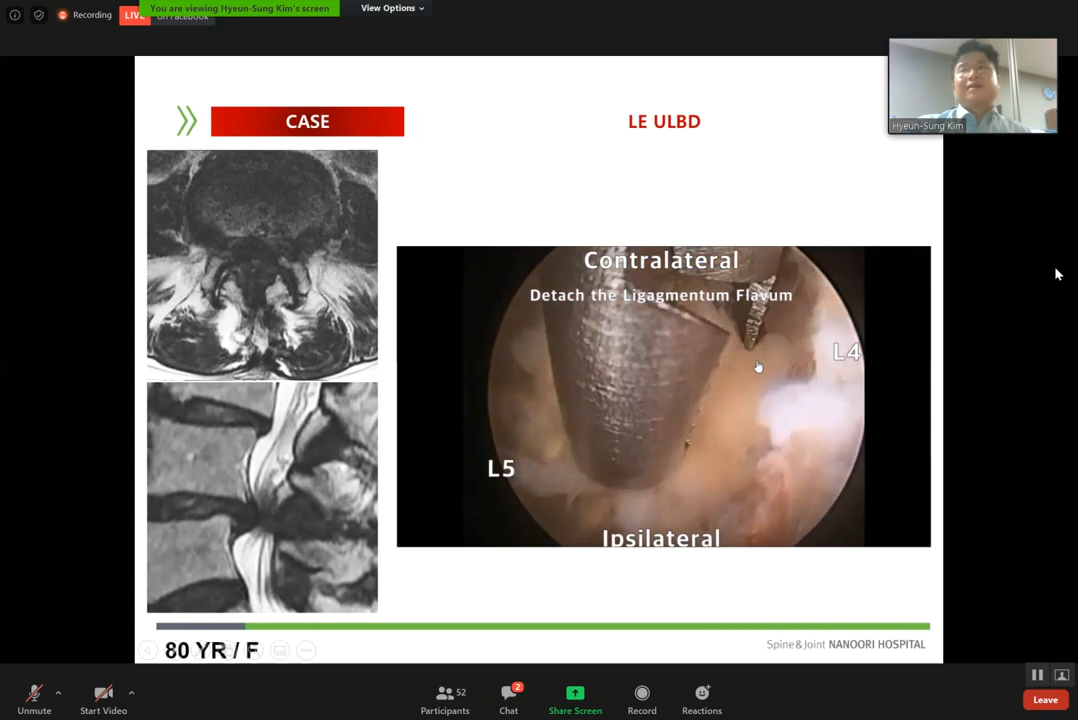 You are viewing Hyeun-Sung Kim's screen
View Options
Recording
LIVE
on Facebook
Hyeun-Sung Kim
CASE
LE ULBD
Contralateral
Detach the Ligagmentum Flavum
L4
L5
Ipsilateral
80 YR / F
Spine & Joint NANOORI HOSPITAL
Unmute
Start Video
52
Participants
2
Chat
Share Screen
Record
Reactions
Leave